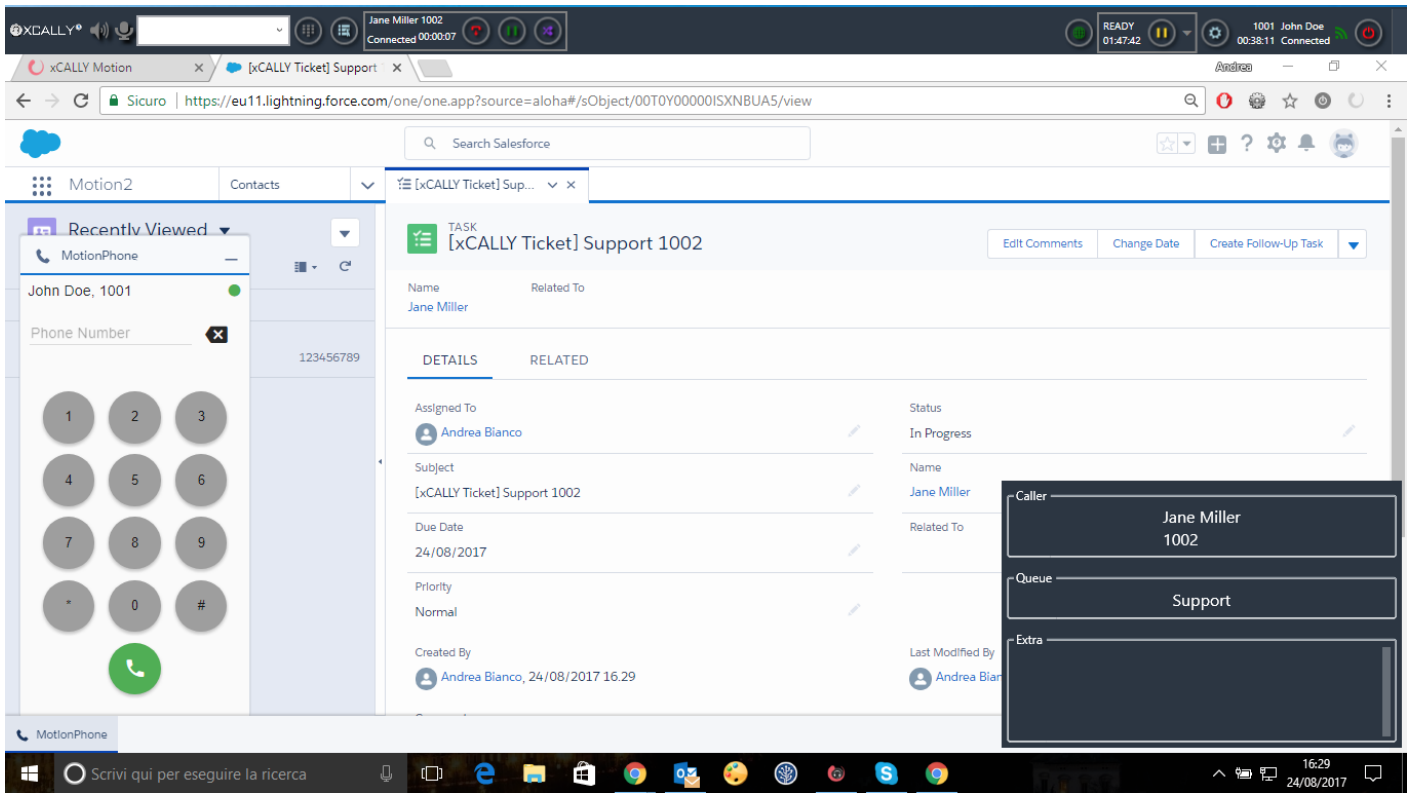 XCALLY
Jane Miller 1002
Connected 00:00:07
READY
01:47:42
1001 John Doe
00:38:11 Connected
xCALLY Motion
[xCALLY Ticket] Support
Andrea
Sicuro
https://eu11.lightning.force.com/one/one.app?source=aloha#/sObject/00T0Y00000ISXNBUA5/view
Search Salesforce
Motion2
Contacts
[xCALLY Ticket] Sup...
Recently Viewed
MotionPhone
John Doe, 1001
Phone Number
123456789
1 2 3
4 5 6
7 8 9
* 0 #
TASK
[xCALLY Ticket] Support 1002
Edit Comments
Change Date
Create Follow-Up Task
Name
Jane Miller
Related To
DETAILS
RELATED
Assigned To
Andrea Bianco
Status
In Progress
Subject
[xCALLY Ticket] Support 1002
Name
Jane Miller
Due Date
24/08/2017
Related To
Priority
Normal
Created By
Andrea Bianco, 24/08/2017 16.29
Last Modified By
Andrea Bian
Caller
Jane Miller
1002
Queue
Support
Extra
MotionPhone
Scrivi qui per eseguire la ricerca
16:29
24/08/2017